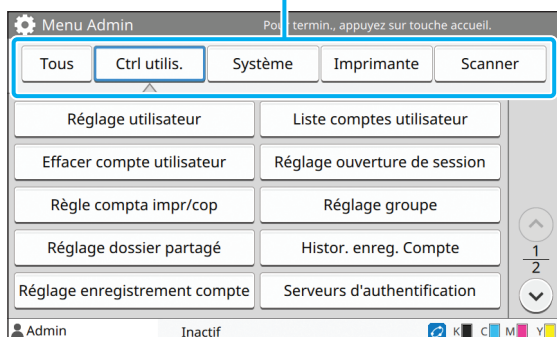 Menu Admin
Pour termin., appuyez sur touche accueil.
Tous
Ctrl utilis.
Système
Imprimante
Scanner
Réglage utilisateur
Liste comptes utilisateur
Effacer compte utilisateur
Réglage ouverture de session
Règle compta impr/cop
Réglage groupe
Réglage dossier partagé
Histor. enreg. Compte
1
2
Réglage enregistrement compte
Serveurs d'authentification
Admin
Inactif
K C M Y